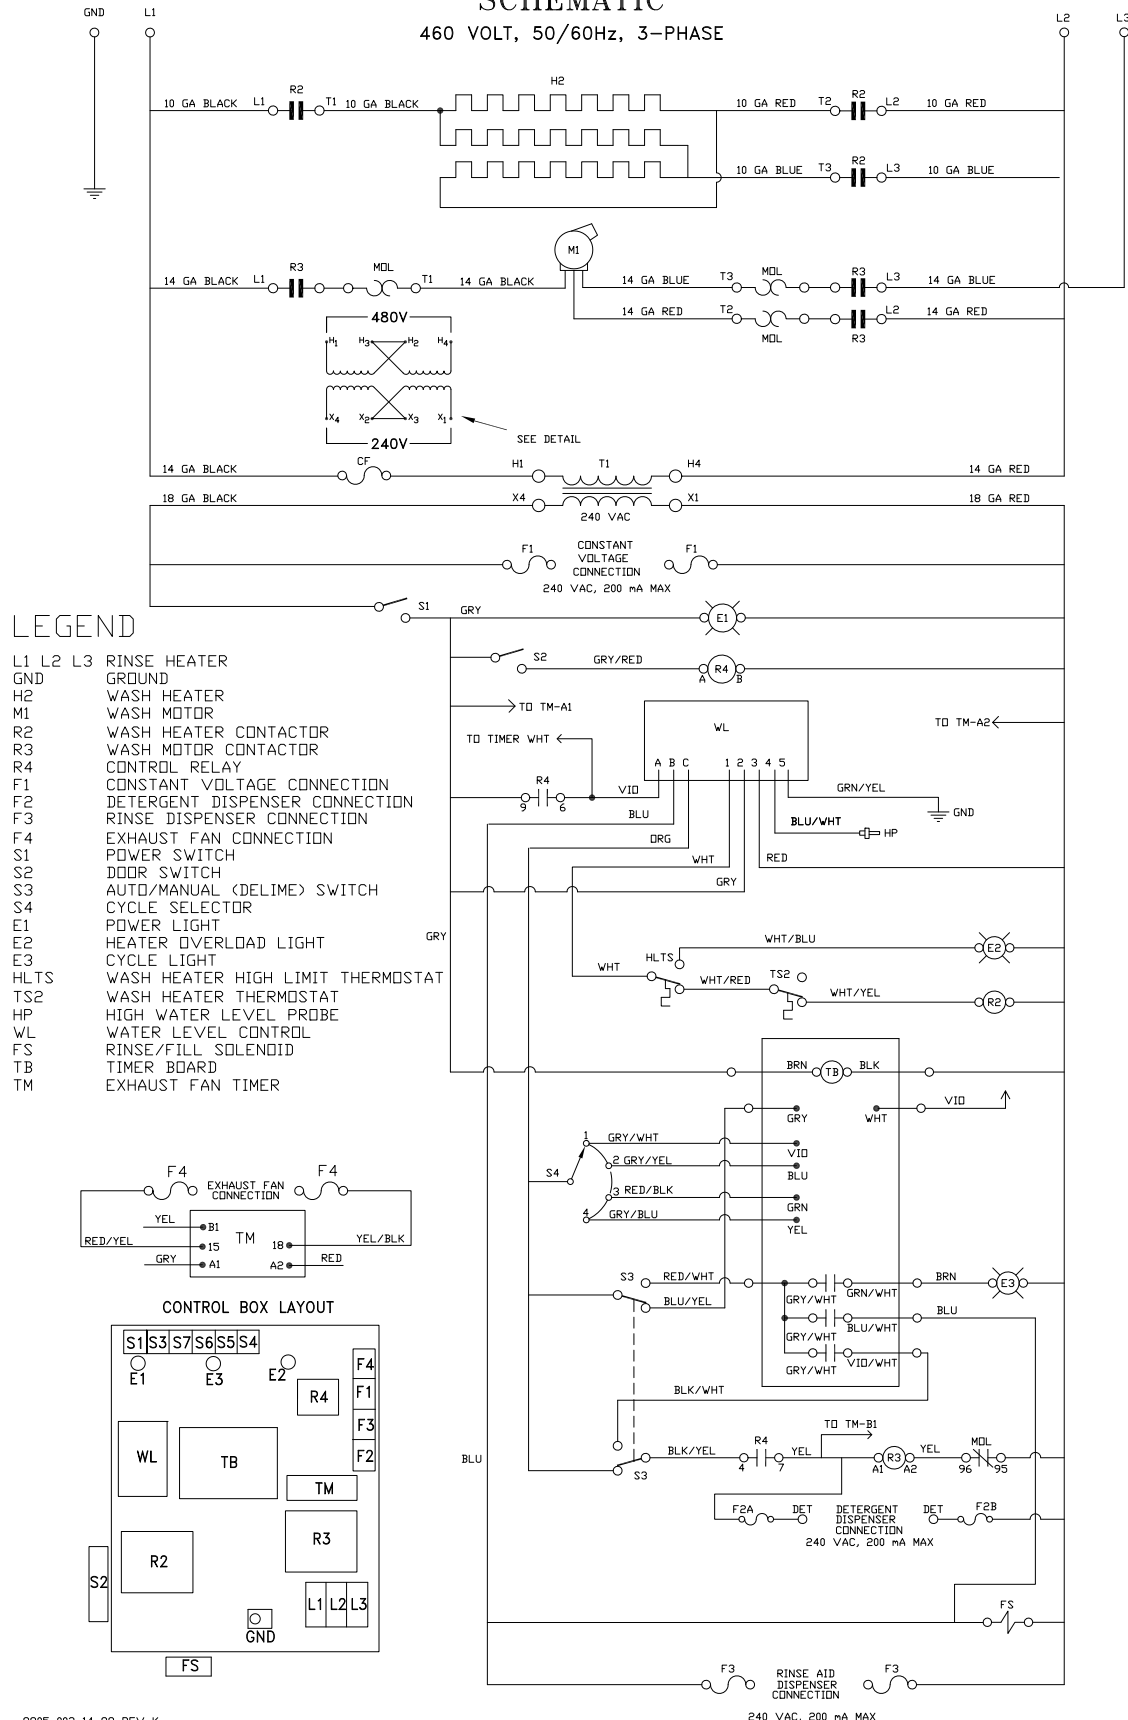 SCHEMATIC
460 VOLT, 50/60Hz, 3-PHASE
GND L1 L2 L3
H2
10 GA BLACK L1 R2 T1 10 GA BLACK 10 GA RED T2 R2 L2 10 GA RED
10 GA BLUE T3 R2 L3 10 GA BLUE
M1
14 GA BLACK L1 R3 MOL T1 14 GA BLACK 14 GA BLUE T3 MOL R3 L3 14 GA BLUE
14 GA RED T2 MOL R3 L2 14 GA RED
480V
H1 H3 H2 H4
X4 X2 X3 X1
240V
SEE DETAIL
14 GA BLACK CF H1 T1 H4 14 GA RED
18 GA BLACK X4 X1 18 GA RED
240 VAC
F1 CONSTANT F1
VOLTAGE
CONNECTION
240 VAC, 200 mA MAX
S1 GRY E1
S2 GRY/RED A R4 B
TO TM-A1
TO TM-A2
TO TIMER WHT
WL
A B C 1 2 3 4 5
9 R4 6 VIO
GRN/YEL
GND
BLU
BLU/WHT HP
ORG
WHT RED
GRY
GRY
WHT/BLU E2
HLTS
WHT WHT/RED TS2 WHT/YEL R2
BRN TB BLK
GRY WHT VIO
S4
1 GRY/WHT VIO
2 GRY/YEL BLU
3 RED/BLK GRN
4 GRY/BLU YEL
S3 RED/WHT GRY/WHT GRN/WHT BRN E3
BLU/YEL GRY/WHT BLU/WHT BLU
GRY/WHT VIO/WHT
BLK/WHT
TO TM-B1
BLU
S3 BLK/YEL 4 R4 7 YEL A1 R3 A2 YEL 96 MOL 95
F2A DET DETERGENT DET F2B
DISPENSER
CONNECTION
240 VAC, 200 mA MAX
FS
F3 RINSE AID F3
DISPENSER
CONNECTION
240 VAC, 200 mA MAX
LEGEND
L1 L2 L3 RINSE HEATER
GND GROUND
H2 WASH HEATER
M1 WASH MOTOR
R2 WASH HEATER CONTACTOR
R3 WASH MOTOR CONTACTOR
R4 CONTROL RELAY
F1 CONSTANT VOLTAGE CONNECTION
F2 DETERGENT DISPENSER CONNECTION
F3 RINSE DISPENSER CONNECTION
F4 EXHAUST FAN CONNECTION
S1 POWER SWITCH
S2 DOOR SWITCH
S3 AUTO/MANUAL (DELIME) SWITCH
S4 CYCLE SELECTOR
E1 POWER LIGHT
E2 HEATER OVERLOAD LIGHT
E3 CYCLE LIGHT
HLTS WASH HEATER HIGH LIMIT THERMOSTAT
TS2 WASH HEATER THERMOSTAT
HP HIGH WATER LEVEL PROBE
WL WATER LEVEL CONTROL
FS RINSE/FILL SOLENOID
TB TIMER BOARD
TM EXHAUST FAN TIMER
F4 EXHAUST FAN F4
CONNECTION
YEL B1
RED/YEL 15 TM 18 YEL/BLK
GRY A1 A2 RED
CONTROL BOX LAYOUT
S1 S3 S7 S6 S5 S4
E1 E3 E2
F4
R4 F1
F3
WL TB F2
TM
R2 R3
S2
L1 L2 L3
GND
FS